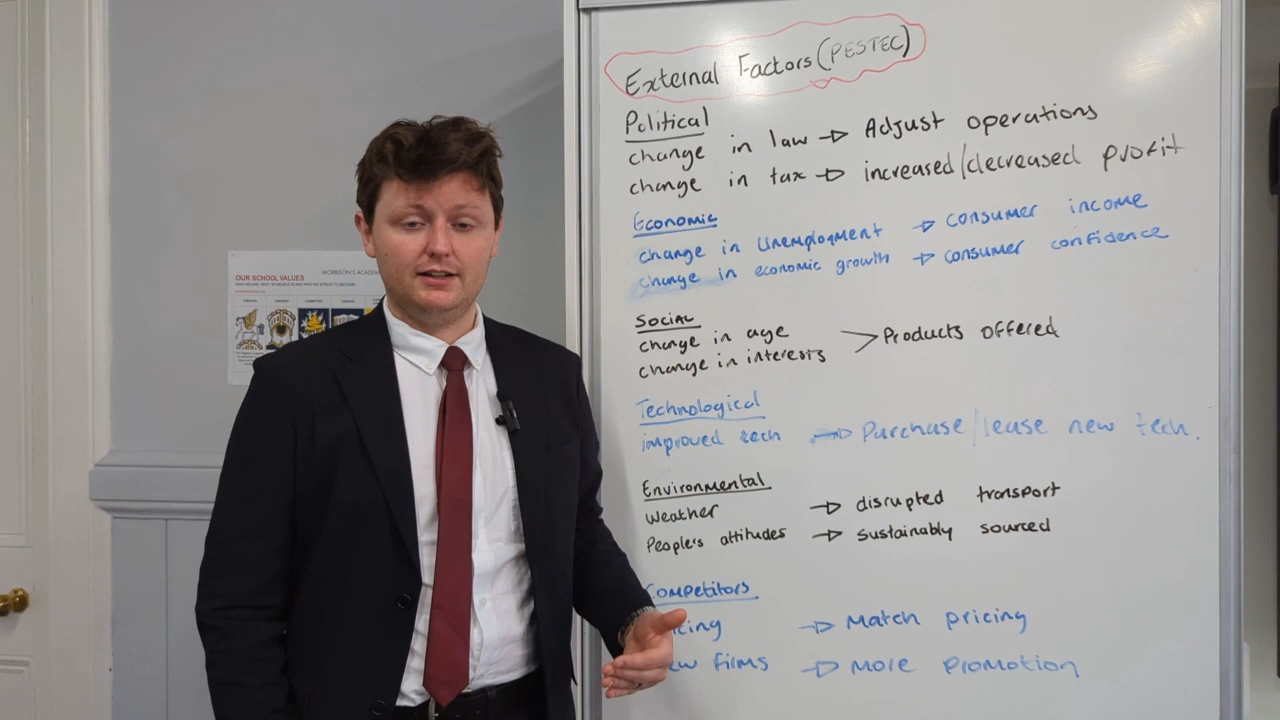 External Factors (PESTEC)
Political
change in law → Adjust operations
change in tax → increased/decreased profit
Economic
change in unemployment → consumer income
change in economic growth → consumer confidence
Social
change in age
change in interests > Products offered
Technological
improved tech → Purchase/lease new tech.
Environmental
Weather → disrupted transport
People's attitudes → sustainably sourced
Competitors
→ Match pricing
films → More promotion
OUR SCHOOL VALUES
MORRISON'S ACADEM